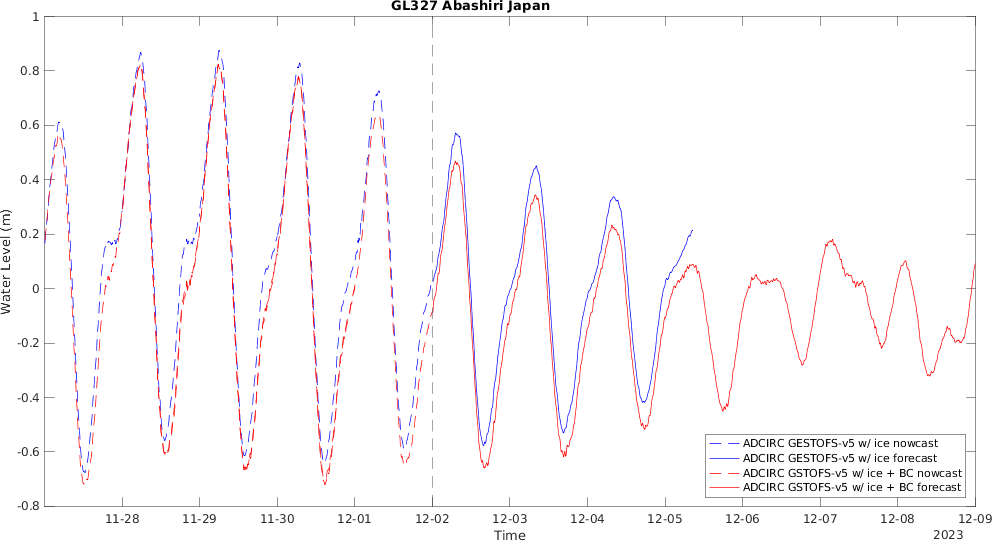 GL327 Abashiri Japan
1
0.8
0.6
0.4
0.2
0
-0.2
-0.4
-0.6
-0.8
Water Level (m)
ADCIRC GESTOFS-v5 w/ ice nowcast
ADCIRC GESTOFS-v5 w/ ice forecast
ADCIRC GSTOFS-v5 w/ ice + BC nowcast
ADCIRC GSTOFS-v5 w/ ice + BC forecast
11-28 11-29 11-30 12-01 12-02 12-03 12-04 12-05 12-06 12-07 12-08 12-09
Time
2023